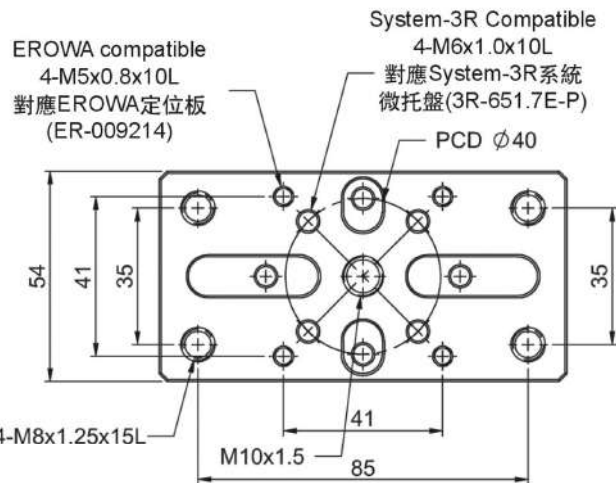 System-3R Compatible
4-M6x1.0x10L
對應System-3R系統
微托盤(3R-651.7E-P)
EROWA compatible
4-M5x0.8x10L
對應EROWA定位板
(ER-009214)
PCD ∅40
54
41
35
35
4-M8x1.25x15L
M10x1.5
41
85